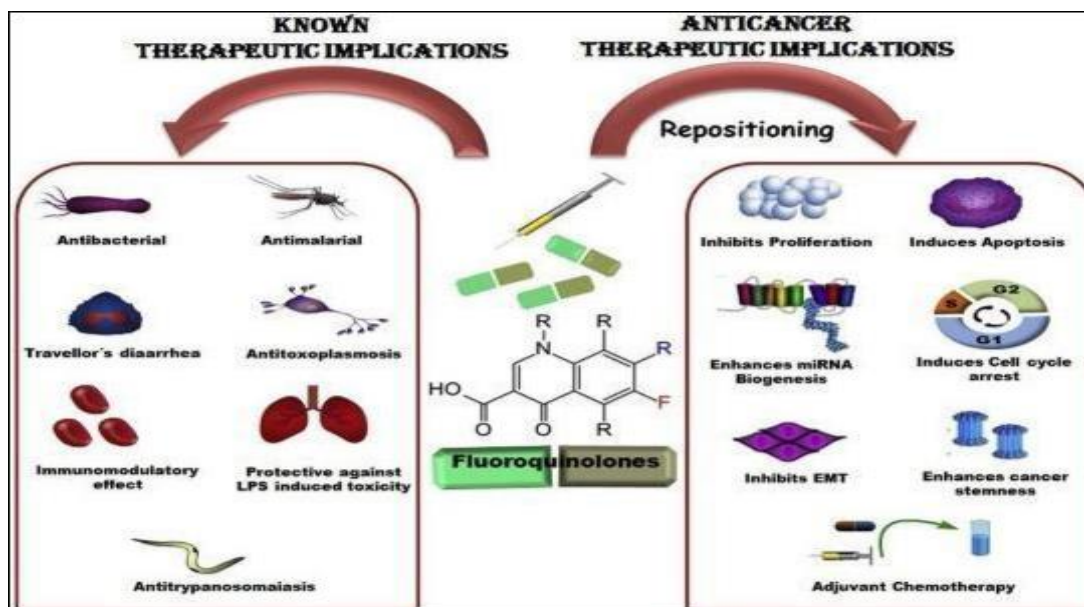 KNOWN
THERAPEUTIC IMPLICATIONS
ANTICANCER
THERAPEUTIC IMPLICATIONS
Repositioning
Antibacterial
Antimalarial
Travellor's diaarrhea
Antitoxoplasmosis
Immunomodulatory
effect
Protective against
LPS induced toxicity
Antitrypanosomaiasis
R
R
N
R
HO
F
O
O
R
Fluoroquinolones
Inhibits Proliferation
Induces Apoptosis
Enhances miRNA
Biogenesis
S
G2
G1
Induces Cell cycle
arrest
Inhibits EMT
Enhances cancer
stemness
Adjuvant Chemotherapy